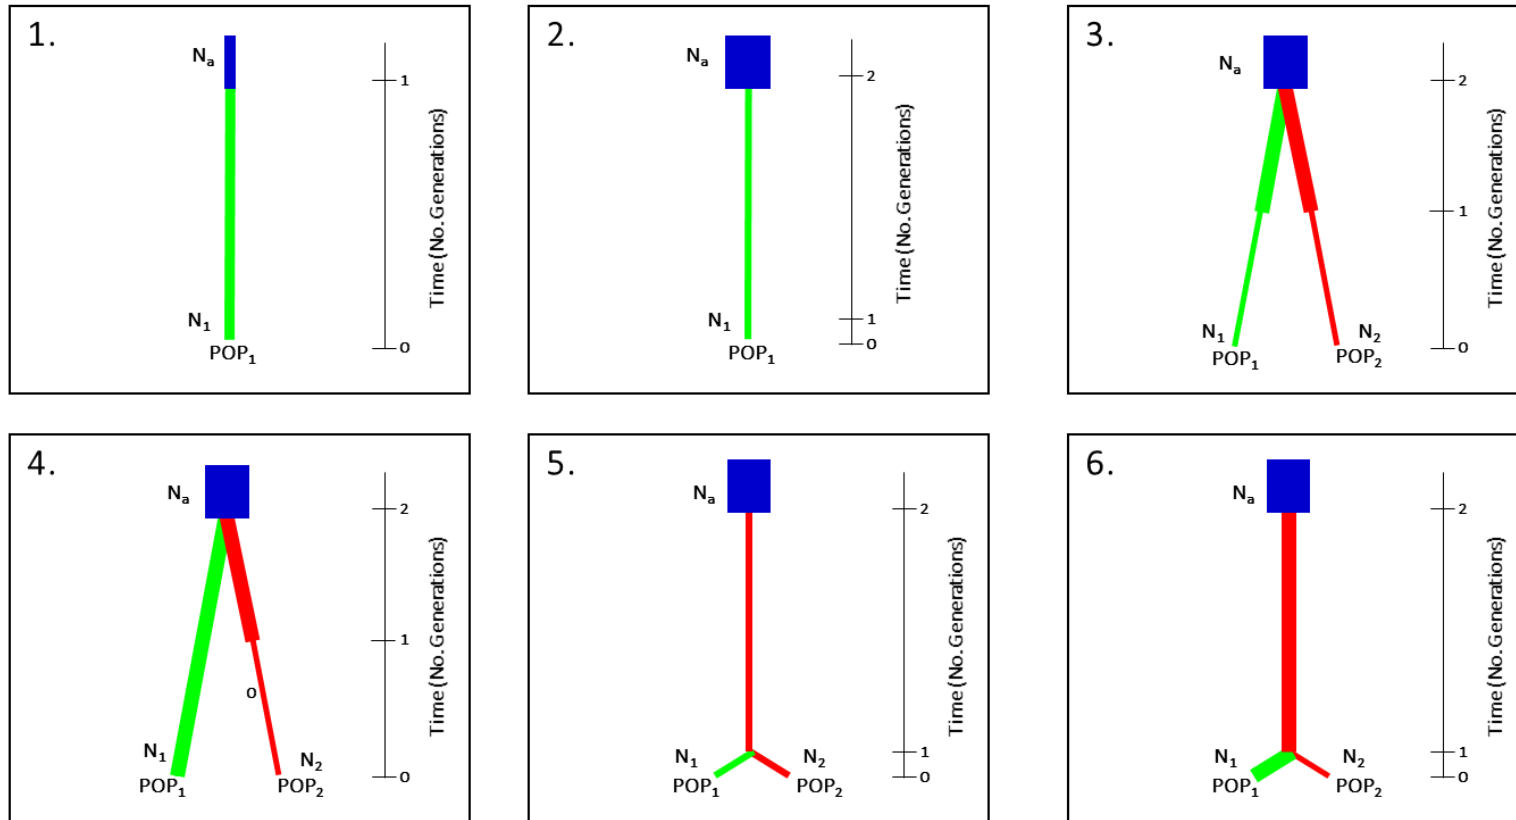 1.
Nₐ
1
Time (No. Generations)
N₁
POP₁
0
2.
Nₐ
2
Time (No. Generations)
N₁
1
POP₁
0
3.
Nₐ
2
Time (No. Generations)
1
N₁
N₂
POP₁
POP₂
0
4.
Nₐ
2
Time (No. Generations)
1
0
N₁
N₂
POP₁
POP₂
0
5.
Nₐ
2
Time (No. Generations)
N₁
N₂
1
POP₁
POP₂
0
6.
Nₐ
2
Time (No. Generations)
N₁
N₂
1
POP₁
POP₂
0